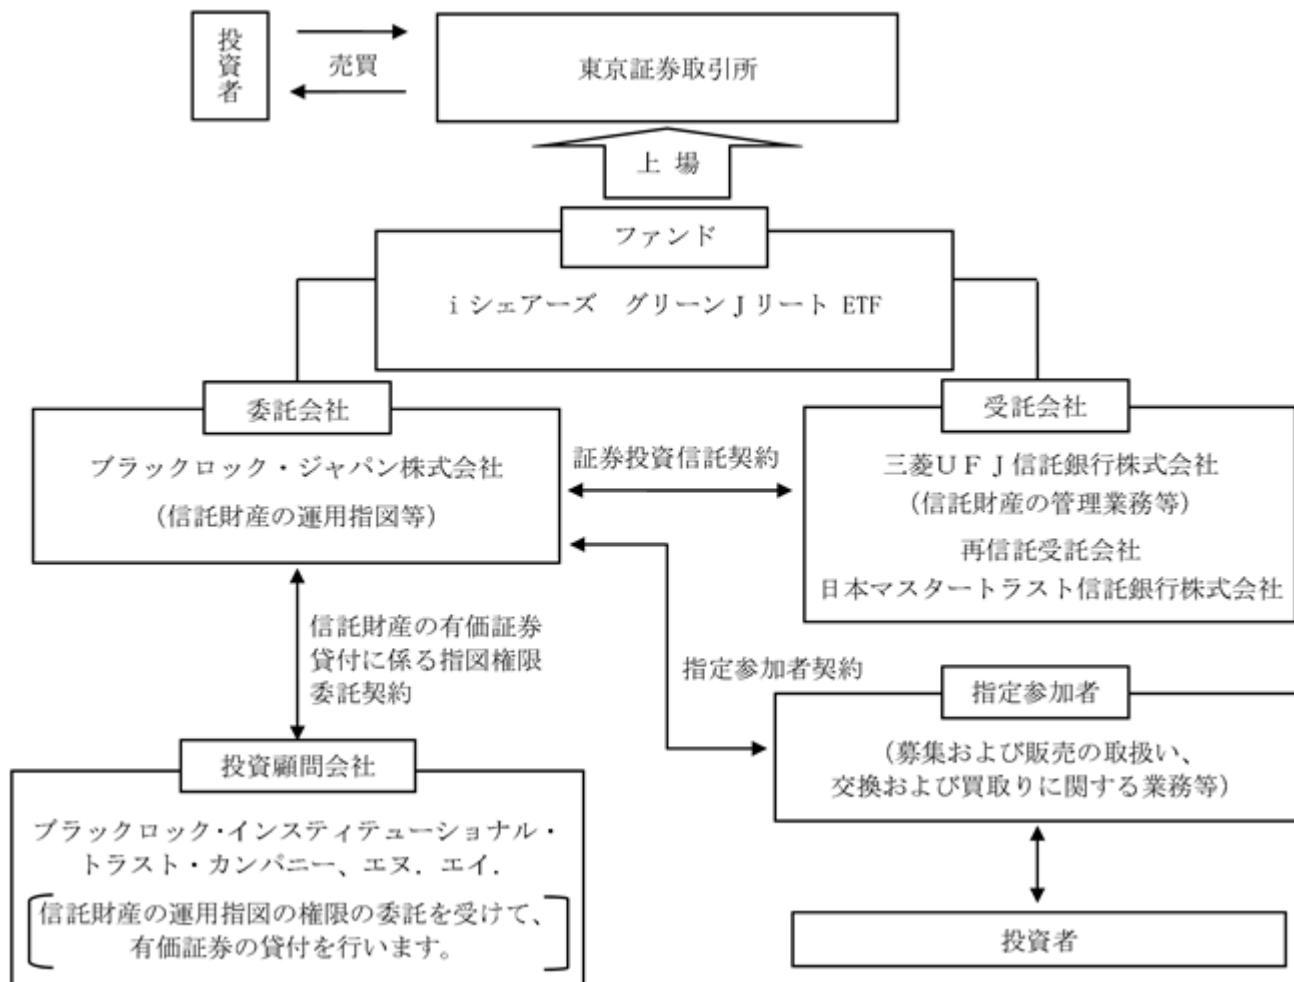 投資者
売買
東京証券取引所
上 場
ファンド
ｉシェアーズ　グリーンＪリート ETF
委託会社
ブラックロック・ジャパン株式会社
（信託財産の運用指図等）
証券投資信託契約
受託会社
三菱ＵＦＪ信託銀行株式会社
（信託財産の管理業務等）
再信託受託会社
日本マスタートラスト信託銀行株式会社
信託財産の有価証券
貸付に係る指図権限
委託契約
指定参加者契約
指定参加者
（募集および販売の取扱い、
交換および買取りに関する業務等）
投資顧問会社
ブラックロック・インスティテューショナル・
トラスト・カンパニー、エヌ．エイ．
信託財産の運用指図の権限の委託を受けて、
有価証券の貸付を行います。
投資者